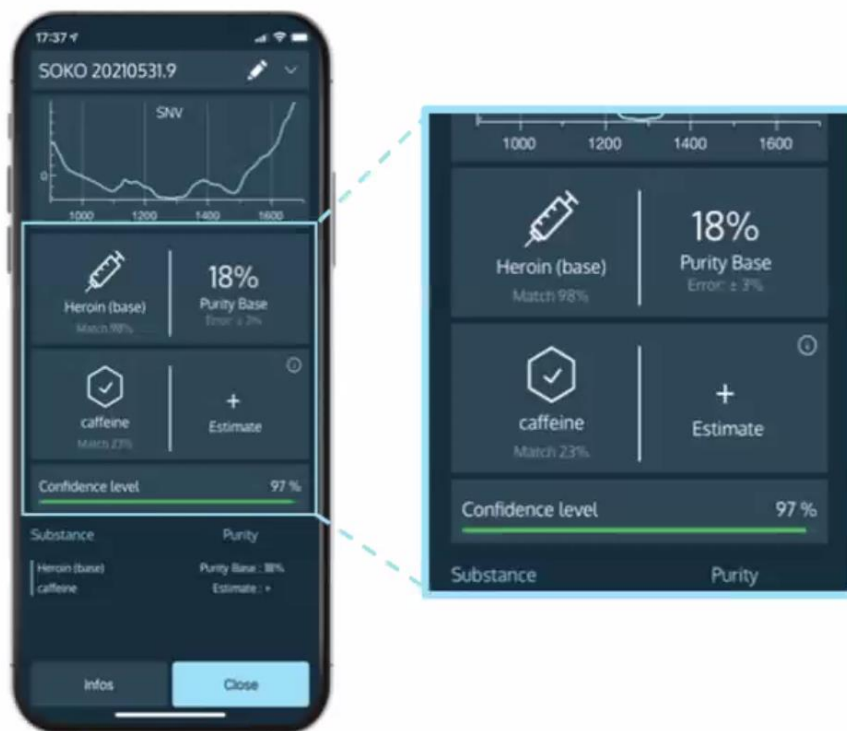 17:37
SOKO 20210531.9
SNV
0
1000 1200 1400 1600
Heroin (base)
Match 98%
18%
Purity Base
Error: ± 3%
caffeine
Match 23%
+
Estimate
Confidence level 97 %
Substance Purity
Heroin (base) Purity Base : 18%
caffeine Estimate : +
Infos Close
1000 1200 1400 1600
Heroin (base)
Match 98%
18%
Purity Base
Error: ± 3%
caffeine
Match 23%
+
Estimate
Confidence level 97 %
Substance Purity